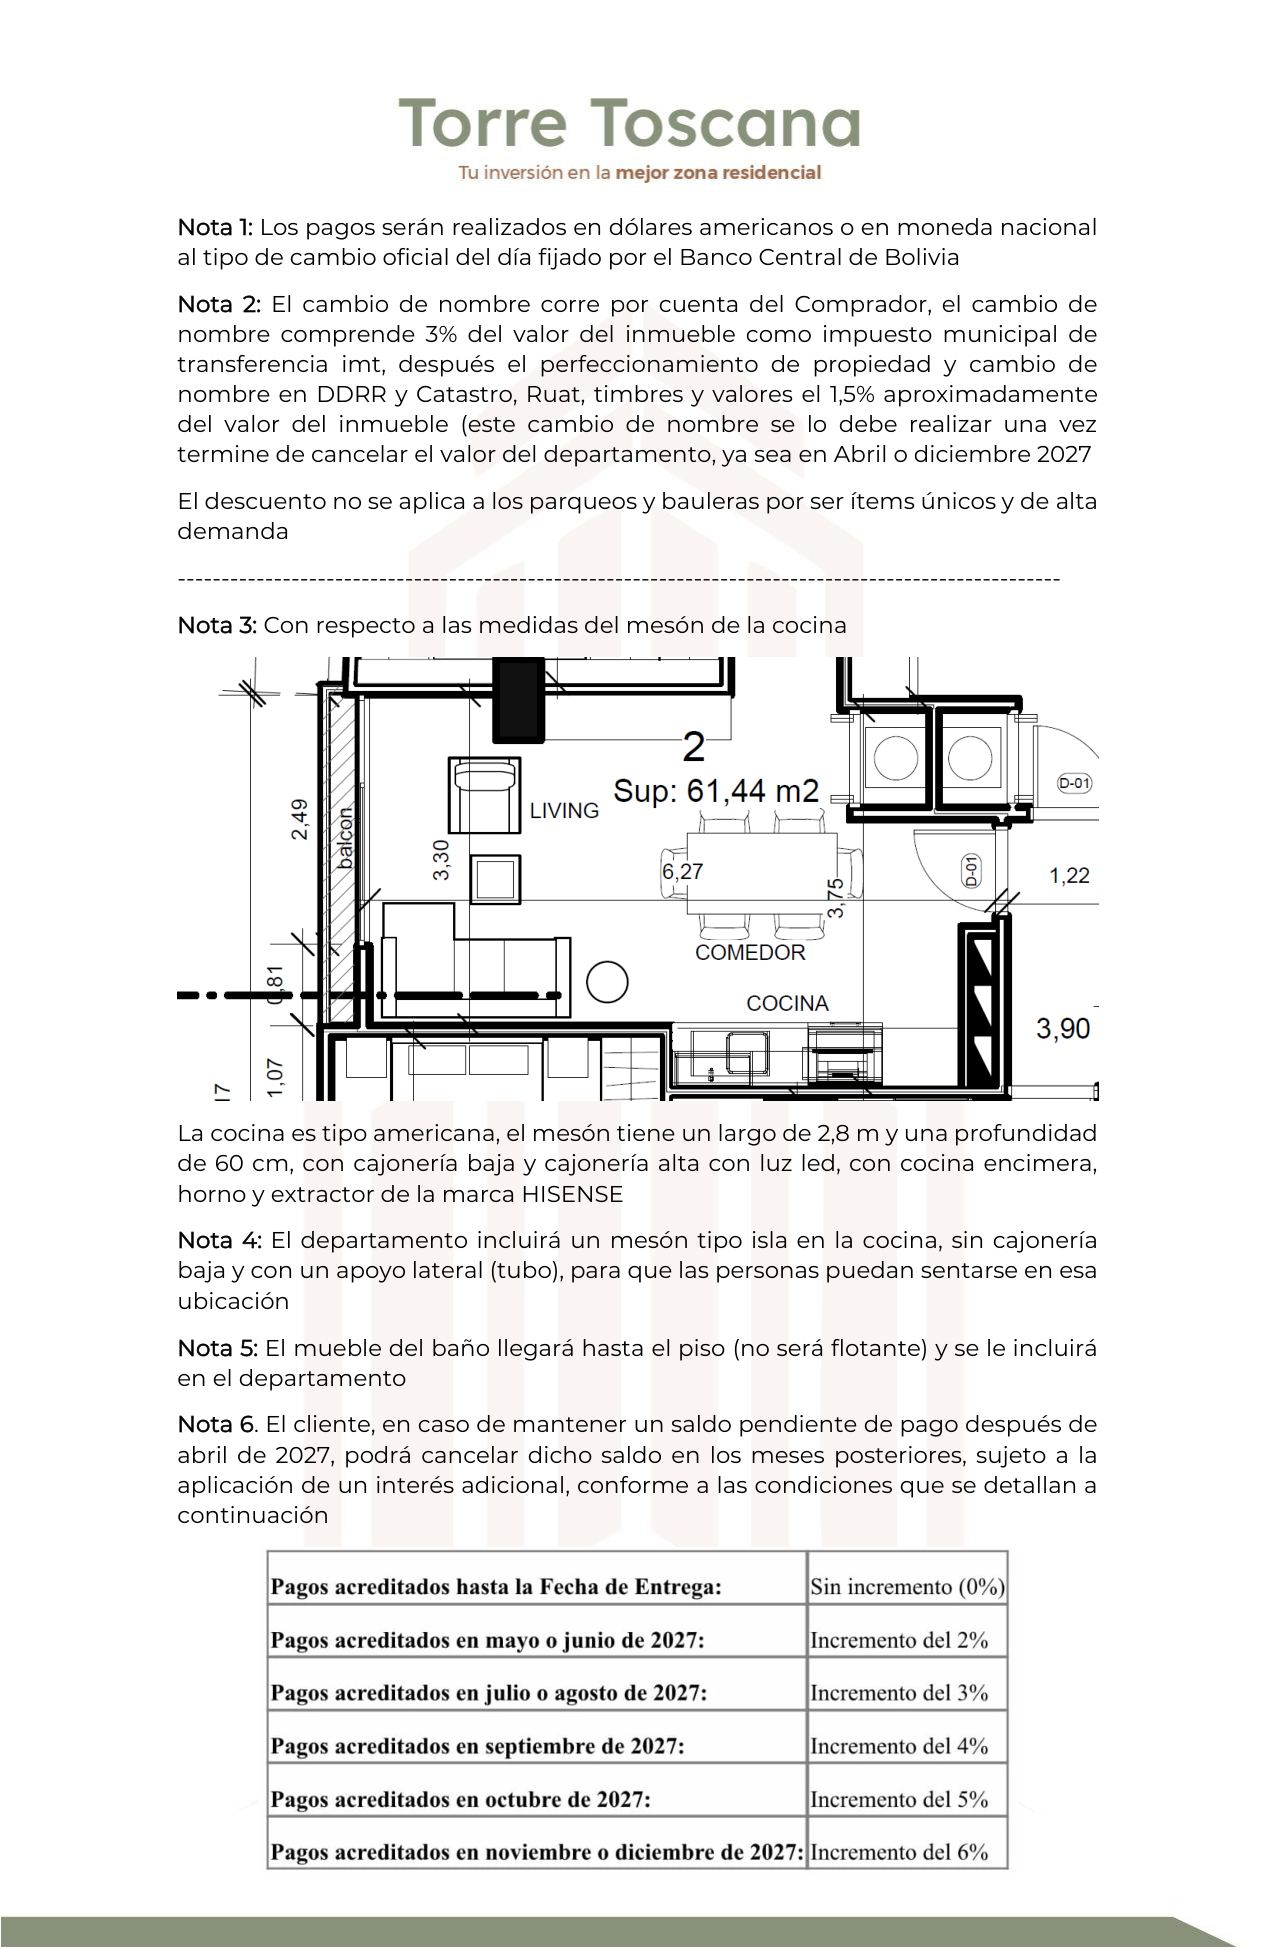 Torre Toscana
Tu inversión en la mejor zona residencial
Nota 1: Los pagos serán realizados en dólares americanos o en moneda nacional
al tipo de cambio oficial del día fijado por el Banco Central de Bolivia
Nota 2: El cambio de nombre corre por cuenta del Comprador, el cambio de
nombre comprende 3% del valor del inmueble como impuesto municipal de
transferencia imt, después el perfeccionamiento de propiedad y cambio de
nombre en DDRR y Catastro, Ruat, timbres y valores el 1,5% aproximadamente
del valor del inmueble (este cambio de nombre se lo debe realizar una vez
termine de cancelar el valor del departamento, ya sea en Abril o diciembre 2027
El descuento no se aplica a los parqueos y bauleras por ser ítems únicos y de alta
demanda
----------------------------------------------------------------------------------------------------
Nota 3: Con respecto a las medidas del mesón de la cocina
2
Sup: 61,44 m2
D-01
LIVING
2,49
balcon
3,30
6,27
3,75
D-01
1,22
COMEDOR
0,81
COCINA
3,90
1,07
17
La cocina es tipo americana, el mesón tiene un largo de 2,8 m y una profundidad
de 60 cm, con cajonería baja y cajonería alta con luz led, con cocina encimera,
horno y extractor de la marca HISENSE
Nota 4: El departamento incluirá un mesón tipo isla en la cocina, sin cajonería
baja y con un apoyo lateral (tubo), para que las personas puedan sentarse en esa
ubicación
Nota 5: El mueble del baño llegará hasta el piso (no será flotante) y se le incluirá
en el departamento
Nota 6. El cliente, en caso de mantener un saldo pendiente de pago después de
abril de 2027, podrá cancelar dicho saldo en los meses posteriores, sujeto a la
aplicación de un interés adicional, conforme a las condiciones que se detallan a
continuación
Pagos acreditados hasta la Fecha de Entrega: Sin incremento (0%)
Pagos acreditados en mayo o junio de 2027: Incremento del 2%
Pagos acreditados en julio o agosto de 2027: Incremento del 3%
Pagos acreditados en septiembre de 2027: Incremento del 4%
Pagos acreditados en octubre de 2027: Incremento del 5%
Pagos acreditados en noviembre o diciembre de 2027: Incremento del 6%